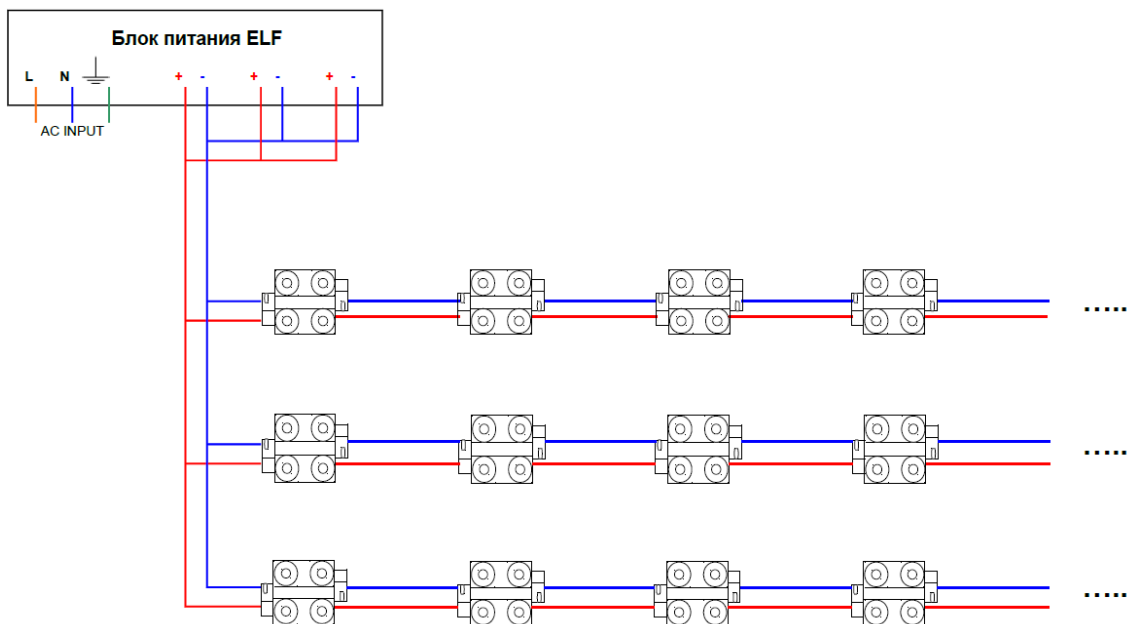 Блок питания ELF
L N + - + - + -
AC INPUT
.....
.....
.....